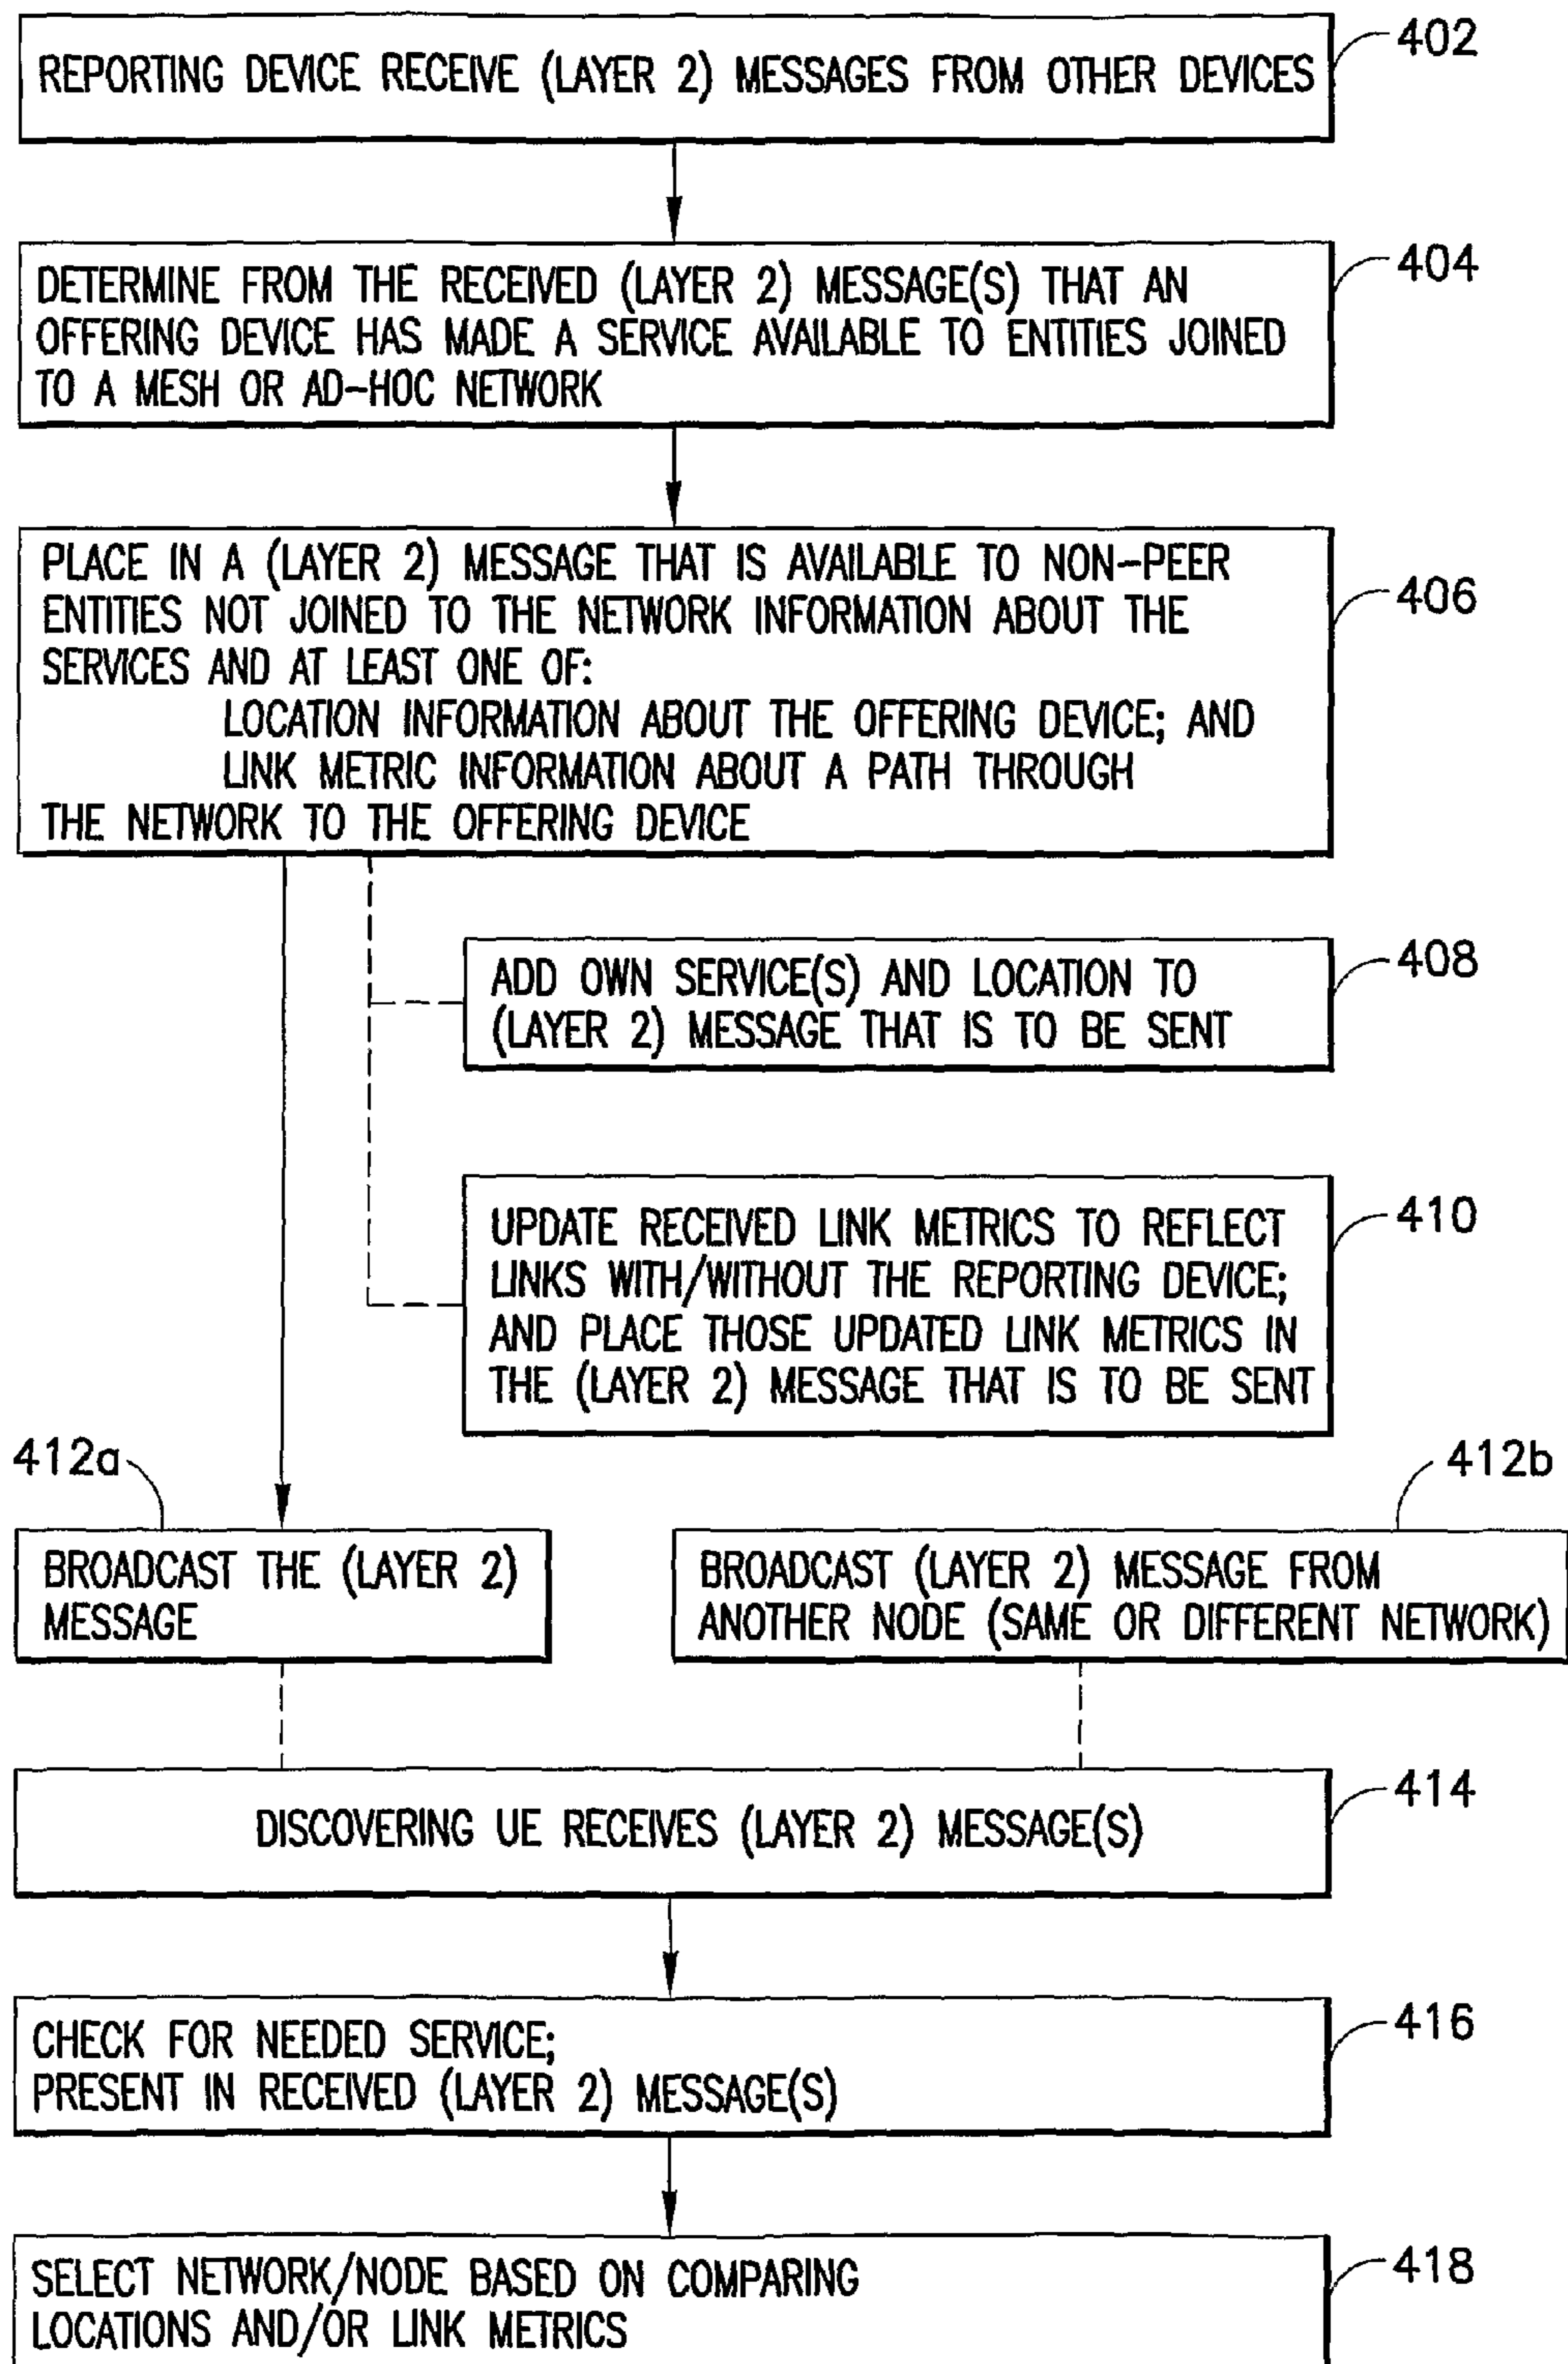 REPORTING DEVICE RECEIVE (LAYER 2) MESSAGES FROM OTHER DEVICES
402
DETERMINE FROM THE RECEIVED (LAYER 2) MESSAGE(S) THAT AN
OFFERING DEVICE HAS MADE A SERVICE AVAILABLE TO ENTITIES JOINED
TO A MESH OR AD-HOC NETWORK
404
PLACE IN A (LAYER 2) MESSAGE THAT IS AVAILABLE TO NON-PEER
ENTITIES NOT JOINED TO THE NETWORK INFORMATION ABOUT THE
SERVICES AND AT LEAST ONE OF:
LOCATION INFORMATION ABOUT THE OFFERING DEVICE; AND
LINK METRIC INFORMATION ABOUT A PATH THROUGH
THE NETWORK TO THE OFFERING DEVICE
406
ADD OWN SERVICE(S) AND LOCATION TO
(LAYER 2) MESSAGE THAT IS TO BE SENT
408
UPDATE RECEIVED LINK METRICS TO REFLECT
LINKS WITH/WITHOUT THE REPORTING DEVICE;
AND PLACE THOSE UPDATED LINK METRICS IN
THE (LAYER 2) MESSAGE THAT IS TO BE SENT
410
412a
BROADCAST THE (LAYER 2)
MESSAGE
412b
BROADCAST (LAYER 2) MESSAGE FROM
ANOTHER NODE (SAME OR DIFFERENT NETWORK)
DISCOVERING UE RECEIVES (LAYER 2) MESSAGE(S)
414
CHECK FOR NEEDED SERVICE;
PRESENT IN RECEIVED (LAYER 2) MESSAGE(S)
416
SELECT NETWORK/NODE BASED ON COMPARING
LOCATIONS AND/OR LINK METRICS
418